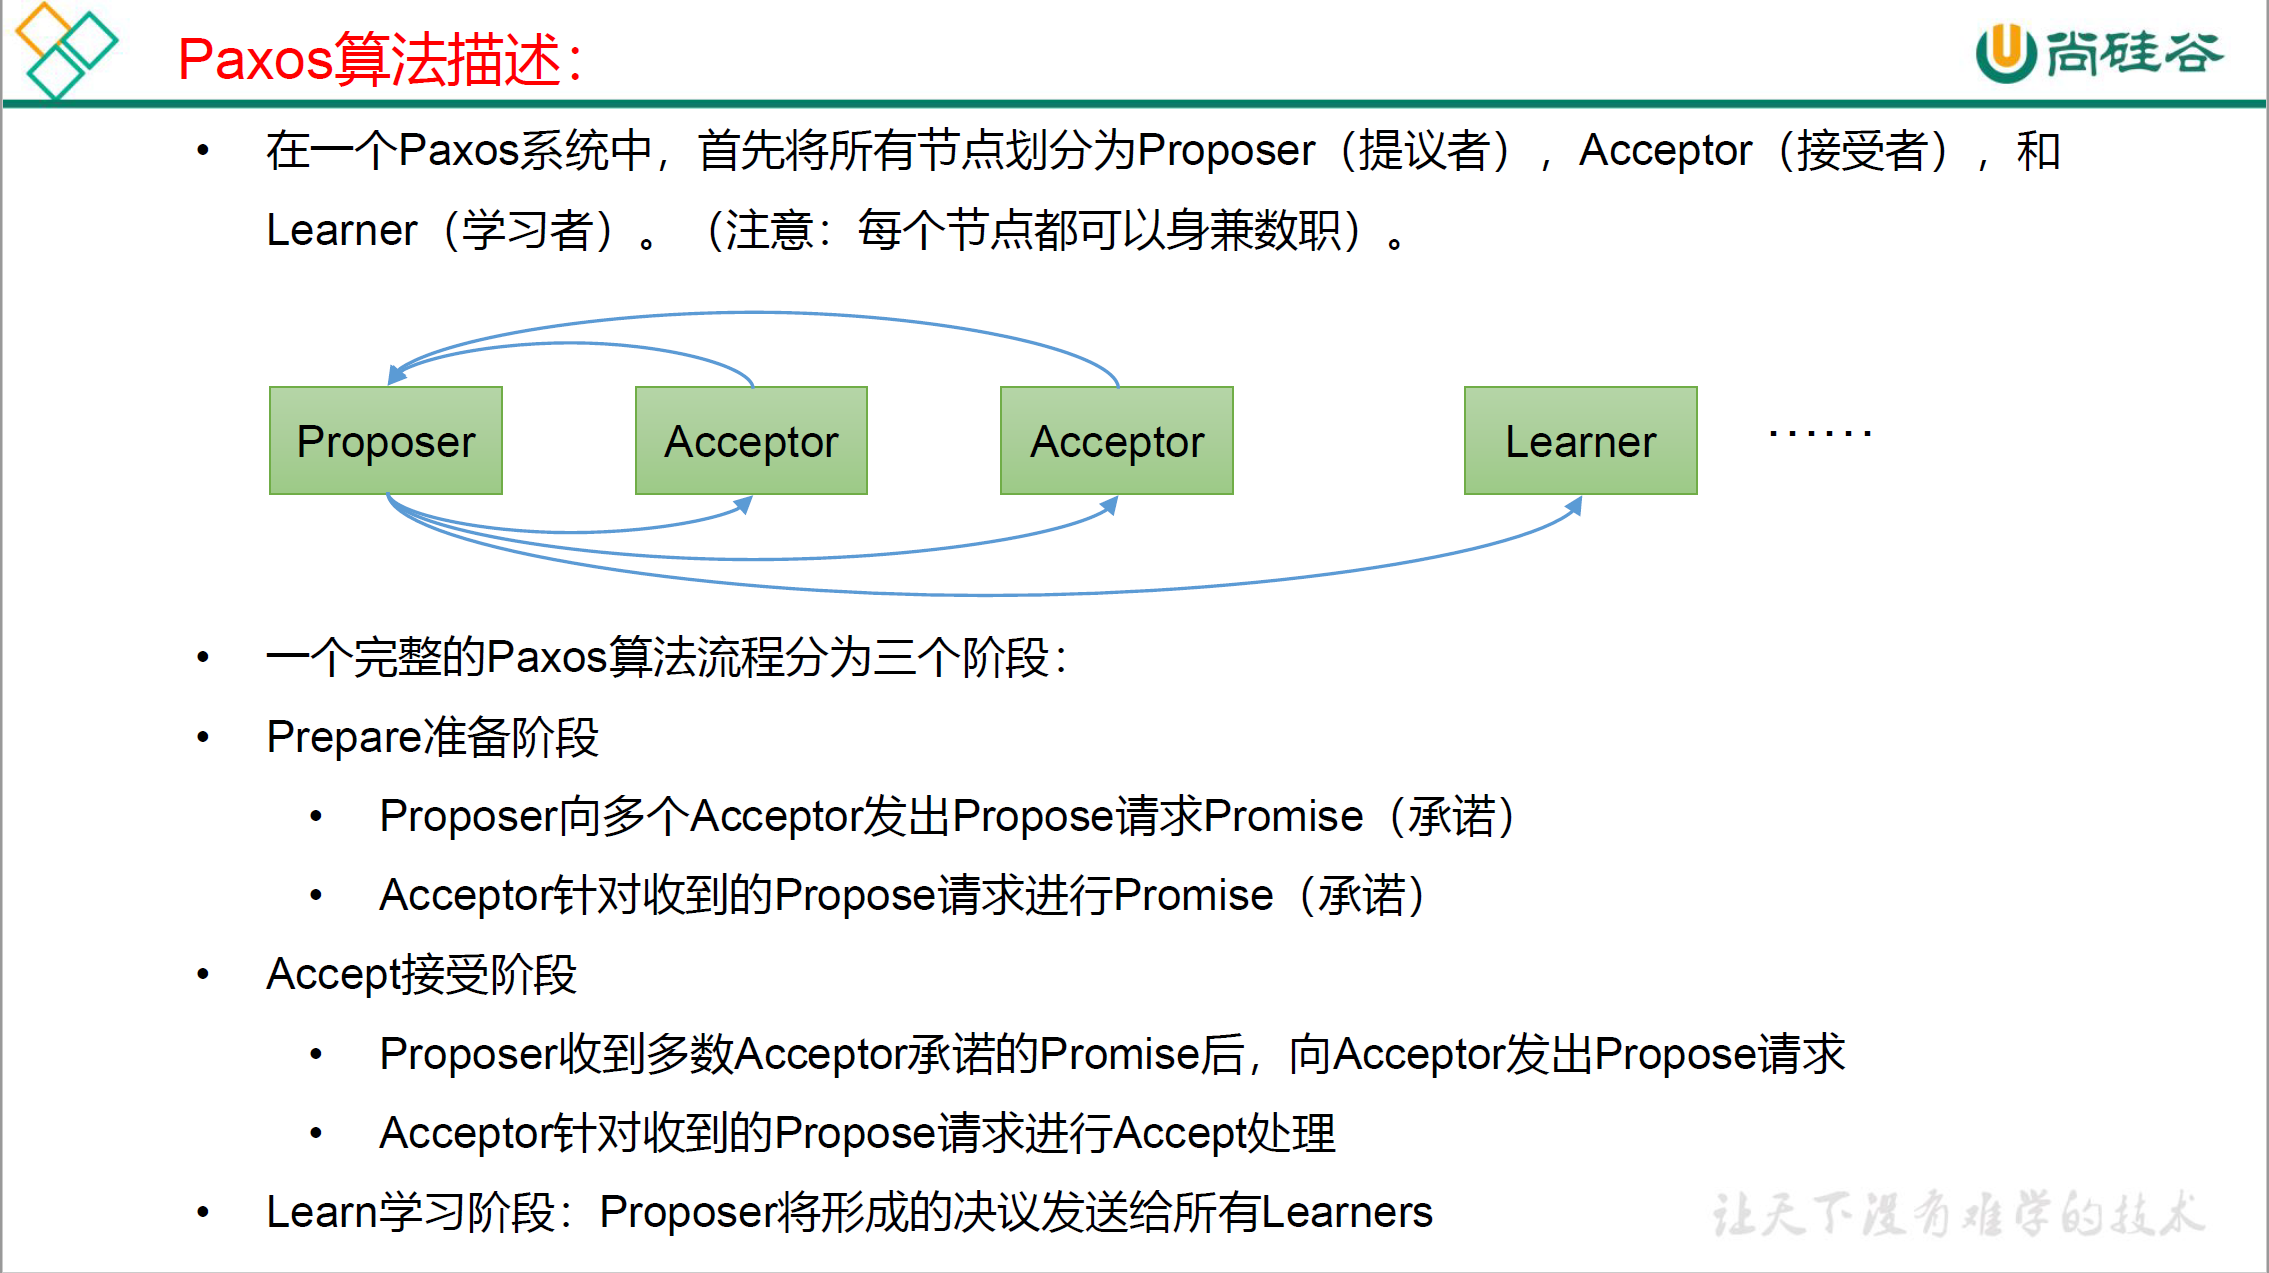 Paxos算法描述：
尚硅谷
• 在一个Paxos系统中，首先将所有节点划分为Proposer（提议者），Acceptor（接受者），和
Learner（学习者）。（注意：每个节点都可以身兼数职）。
Proposer Acceptor Acceptor Learner ······
• 一个完整的Paxos算法流程分为三个阶段：
• Prepare准备阶段
• Proposer向多个Acceptor发出Propose请求Promise（承诺）
• Acceptor针对收到的Propose请求进行Promise（承诺）
• Accept接受阶段
• Proposer收到多数Acceptor承诺的Promise后，向Acceptor发出Propose请求
• Acceptor针对收到的Propose请求进行Accept处理
• Learn学习阶段：Proposer将形成的决议发送给所有Learners
让天下没有难学的技术